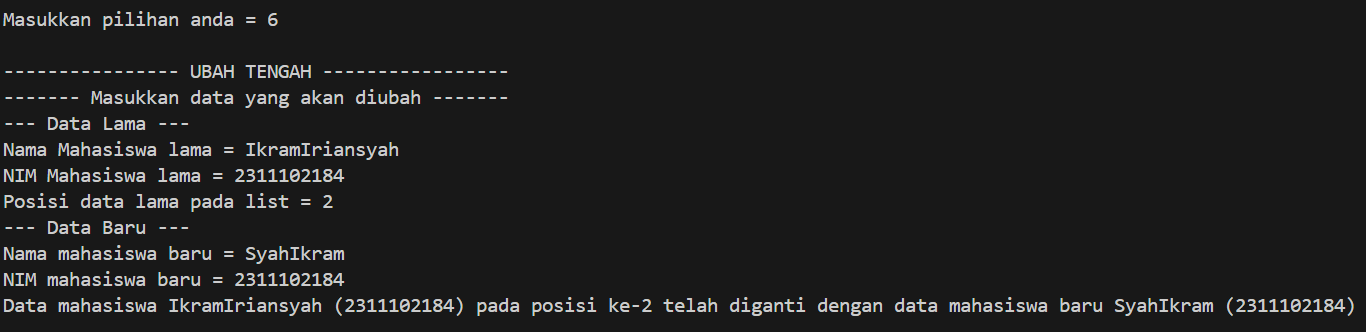 Masukkan pilihan anda = 6
---------------- UBAH TENGAH -----------------
------- Masukkan data yang akan diubah -------
--- Data Lama ---
Nama Mahasiswa lama = IkramIriansyah
NIM Mahasiswa lama = 2311102184
Posisi data lama pada list = 2
--- Data Baru ---
Nama mahasiswa baru = SyahIkram
NIM mahasiswa baru = 2311102184
Data mahasiswa IkramIriansyah (2311102184) pada posisi ke-2 telah diganti dengan data mahasiswa baru SyahIkram (2311102184)